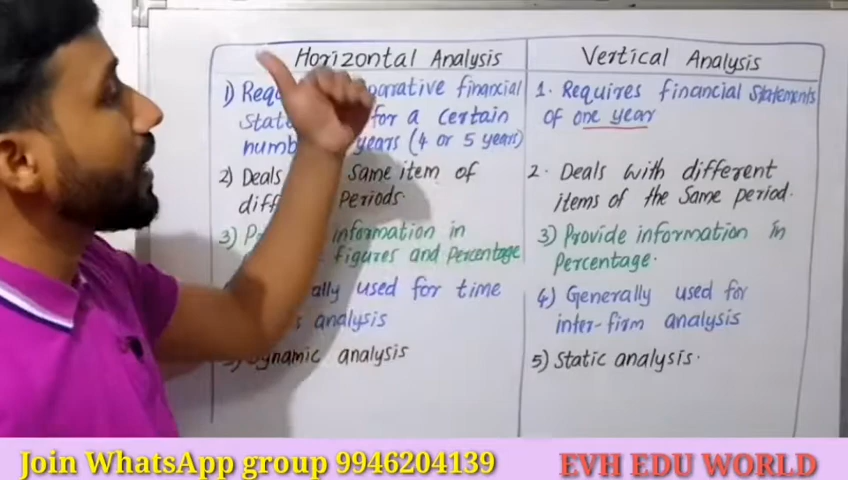 Horizontal Analysis
Vertical Analysis
1) parative financial
for a certain
years (4 or 5 years)
2) Deals Same item of
Periods.
3) information in
figures and Percentage
used for time
analysis
Dynamic analysis
1. Requires financial Statements
of one year
2. Deals with different
items of the Same period.
3) Provide information in
Percentage.
4) Generally used for
inter-firm analysis
5) Static analysis.
Join WhatsApp group 9946204139
EVH EDU WORLD